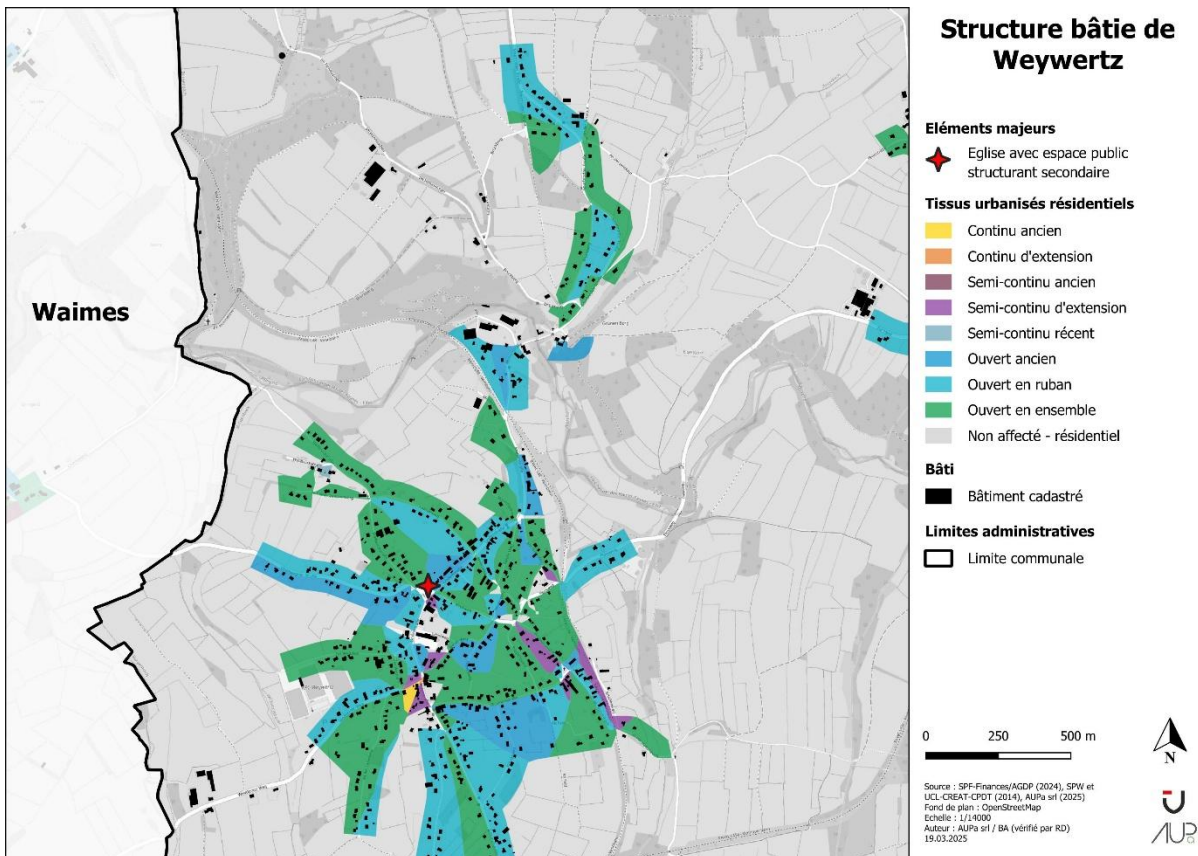 Structure bâtie de
Weywertz
Eléments majeurs
Eglise avec espace public
structurant secondaire
Tissus urbanisés résidentiels
Continu ancien
Continu d'extension
Semi-continu ancien
Semi-continu d'extension
Semi-continu récent
Ouvert ancien
Ouvert en ruban
Ouvert en ensemble
Non affecté - résidentiel
Bâti
Bâtiment cadastré
Limites administratives
Limite communale
Waimes
0 250 500 m
N
Source : SPF-Finances/AGDP (2024), SPW et
UCL-CREAT-CPDT (2014), AUPa srl (2025)
Fond de plan : OpenStreetMap
Echelle : 1/14000
Auteur : AUPa srl / BA (vérifié par RD)
19.03.2025